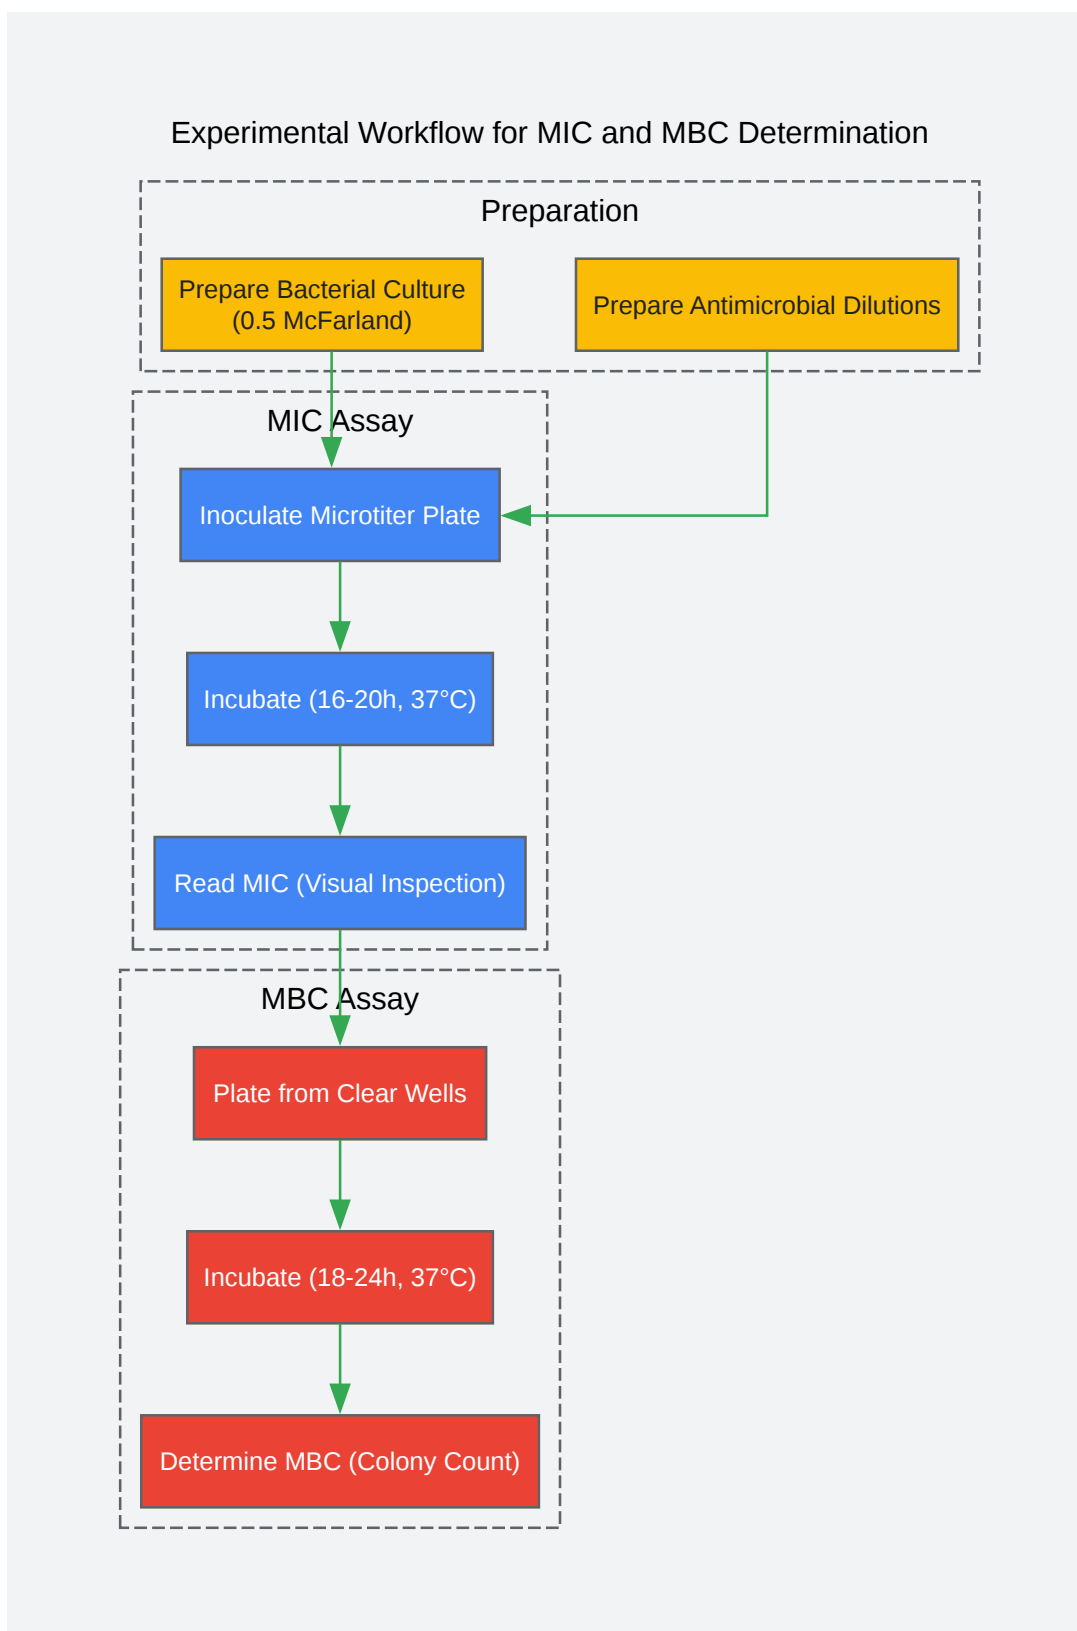 Experimental Workflow for MIC and MBC Determination
Preparation
Prepare Bacterial Culture
(0.5 McFarland)
Prepare Antimicrobial Dilutions
MIC Assay
Inoculate Microtiter Plate
Incubate (16-20h, 37°C)
Read MIC (Visual Inspection)
MBC Assay
Plate from Clear Wells
Incubate (18-24h, 37°C)
Determine MBC (Colony Count)